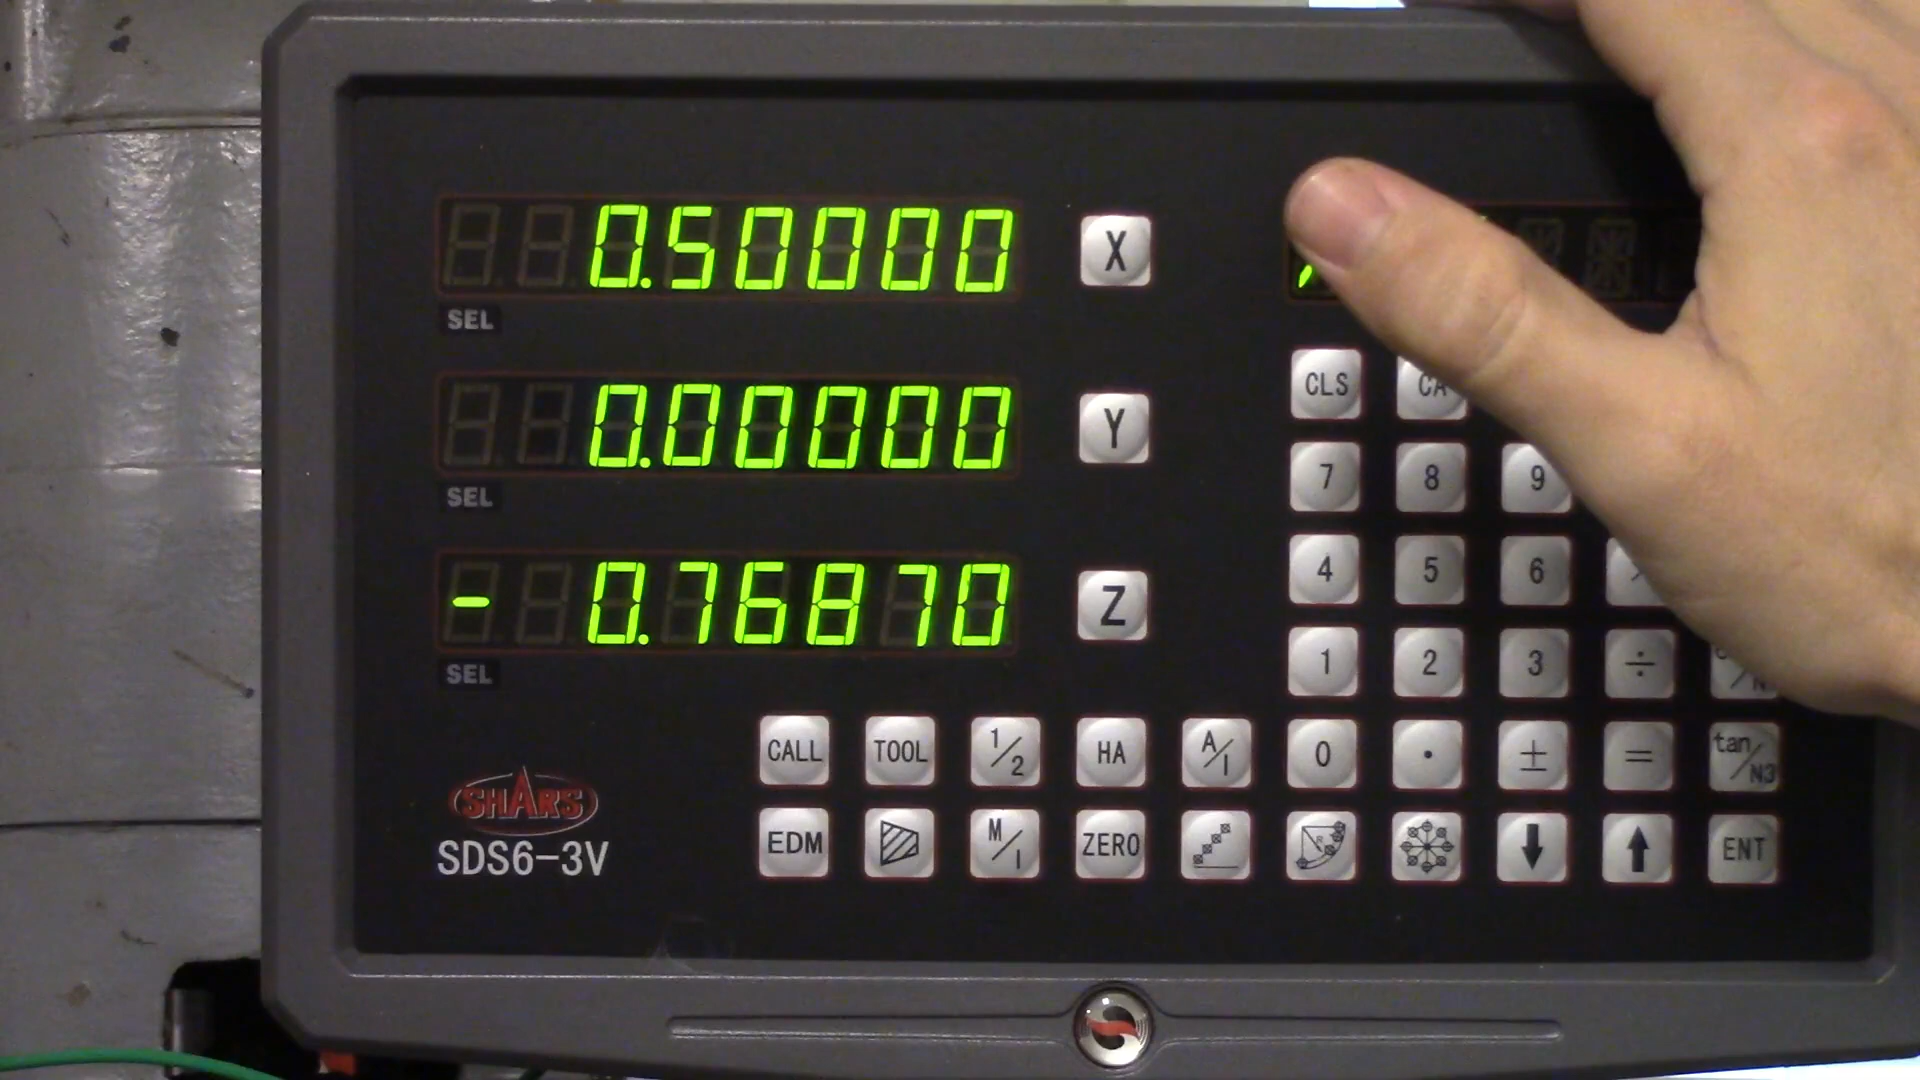 0.50000 X
SEL
CLS CA
0.00000 Y
7 8 9
SEL
4 5 6
- 0.76870 Z
1 2 3 ÷
SEL
CALL TOOL 1/2 HA A/I 0 . ± = tan/N3
SHARS
EDM M/I ZERO ENT
SDS6-3V